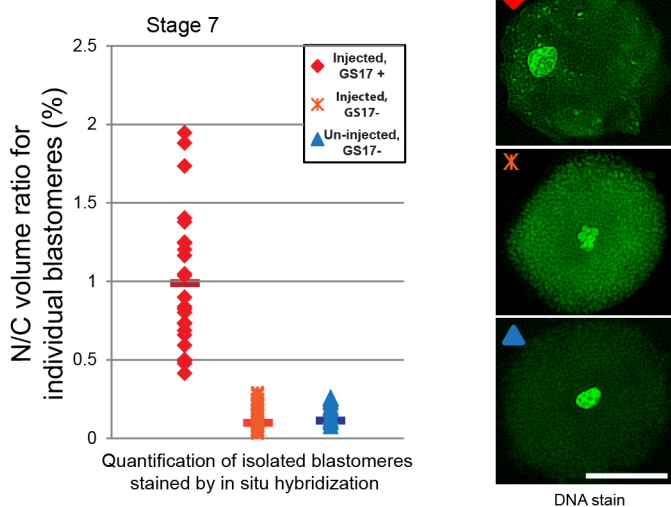 Stage 7
N/C volume ratio for
individual blastomeres (%)
2.5
2
1.5
1
0.5
0
Injected,
GS17 +
Injected,
GS17-
Un-injected,
GS17-
Quantification of isolated blastomeres
stained by in situ hybridization
DNA stain